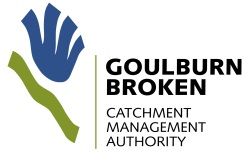 GOULBURN
BROKEN
CATCHMENT
MANAGEMENT
AUTHORITY